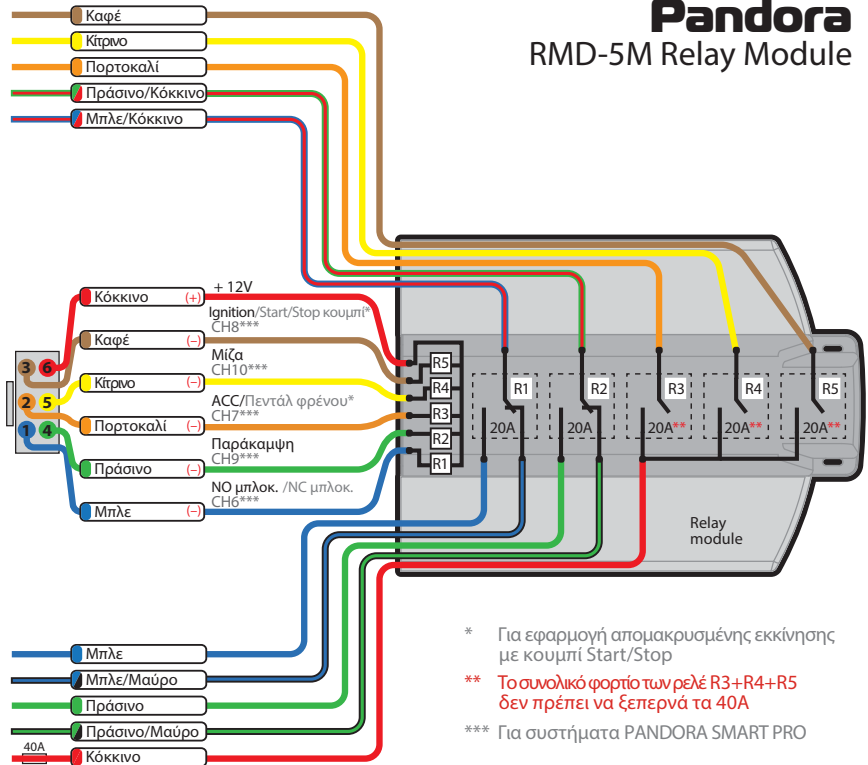 Pandora
RMD-5M Relay Module
Καφέ
Κίτρινο
Πορτοκαλί
Πράσινο/Κόκκινο
Μπλε/Κόκκινο
Κόκκινο (+)
+ 12V
Ignition/Start/Stop κουμπί*
CH8***
Καφέ (–)
Μίζα
CH10***
Κίτρινο (–)
ACC/Πεντάλ φρένου*
CH7***
Πορτοκαλί (–)
Παράκαμψη
CH9***
Πράσινο (–)
NO μπλοκ. /NC μπλοκ.
CH6***
Μπλε (–)
3 6
2 5
1 4
R5
R4
R3
R2
R1
R1 R2 R3 R4 R5
20A 20A 20A** 20A** 20A**
Relay
module
Μπλε
Μπλε/Μαύρο
Πράσινο
Πράσινο/Μαύρο
40A
Κόκκινο
* Για εφαρμογή απομακρυσμένης εκκίνησης
με κουμπί Start/Stop
** Το συνολικό φορτίο των ρελέ R3+R4+R5
δεν πρέπει να ξεπερνά τα 40A
*** Για συστήματα PANDORA SMART PRO